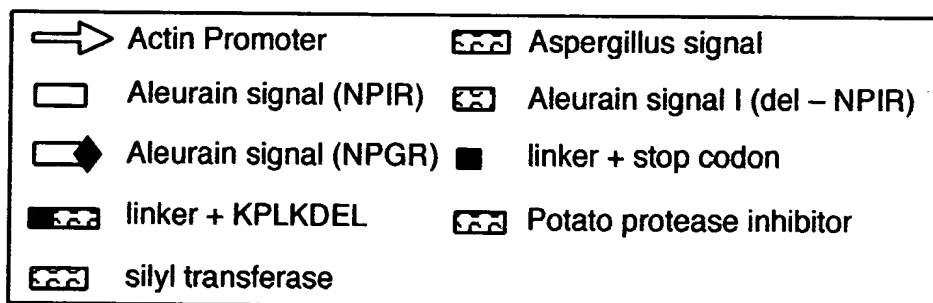 Actin Promoter
Aspergillus signal
Aleurain signal (NPIR)
Aleurain signal I (del – NPIR)
Aleurain signal (NPGR)
linker + stop codon
linker + KPLKDEL
Potato protease inhibitor
silyl transferase